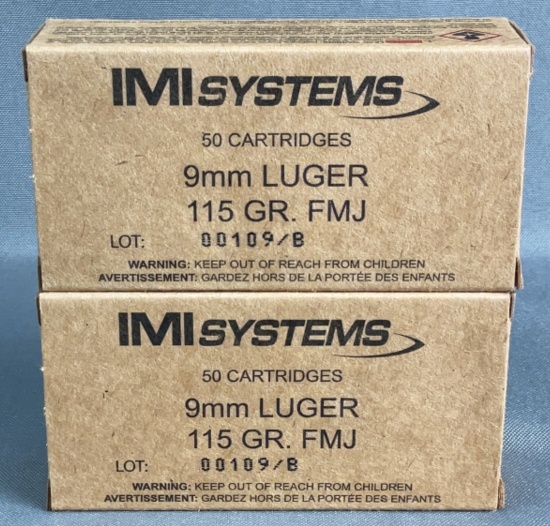 IMI SYSTEMS
50 CARTRIDGES
9mm LUGER
115 GR. FMJ
LOT: 00109/B
WARNING: KEEP OUT OF REACH FROM CHILDREN
AVERTISSEMENT: GARDEZ HORS DE LA PORTÉE DES ENFANTS
IMI SYSTEMS
50 CARTRIDGES
9mm LUGER
115 GR. FMJ
LOT: 00109/B
WARNING: KEEP OUT OF REACH FROM CHILDREN
AVERTISSEMENT: GARDEZ HORS DE LA PORTÉE DES ENFANTS